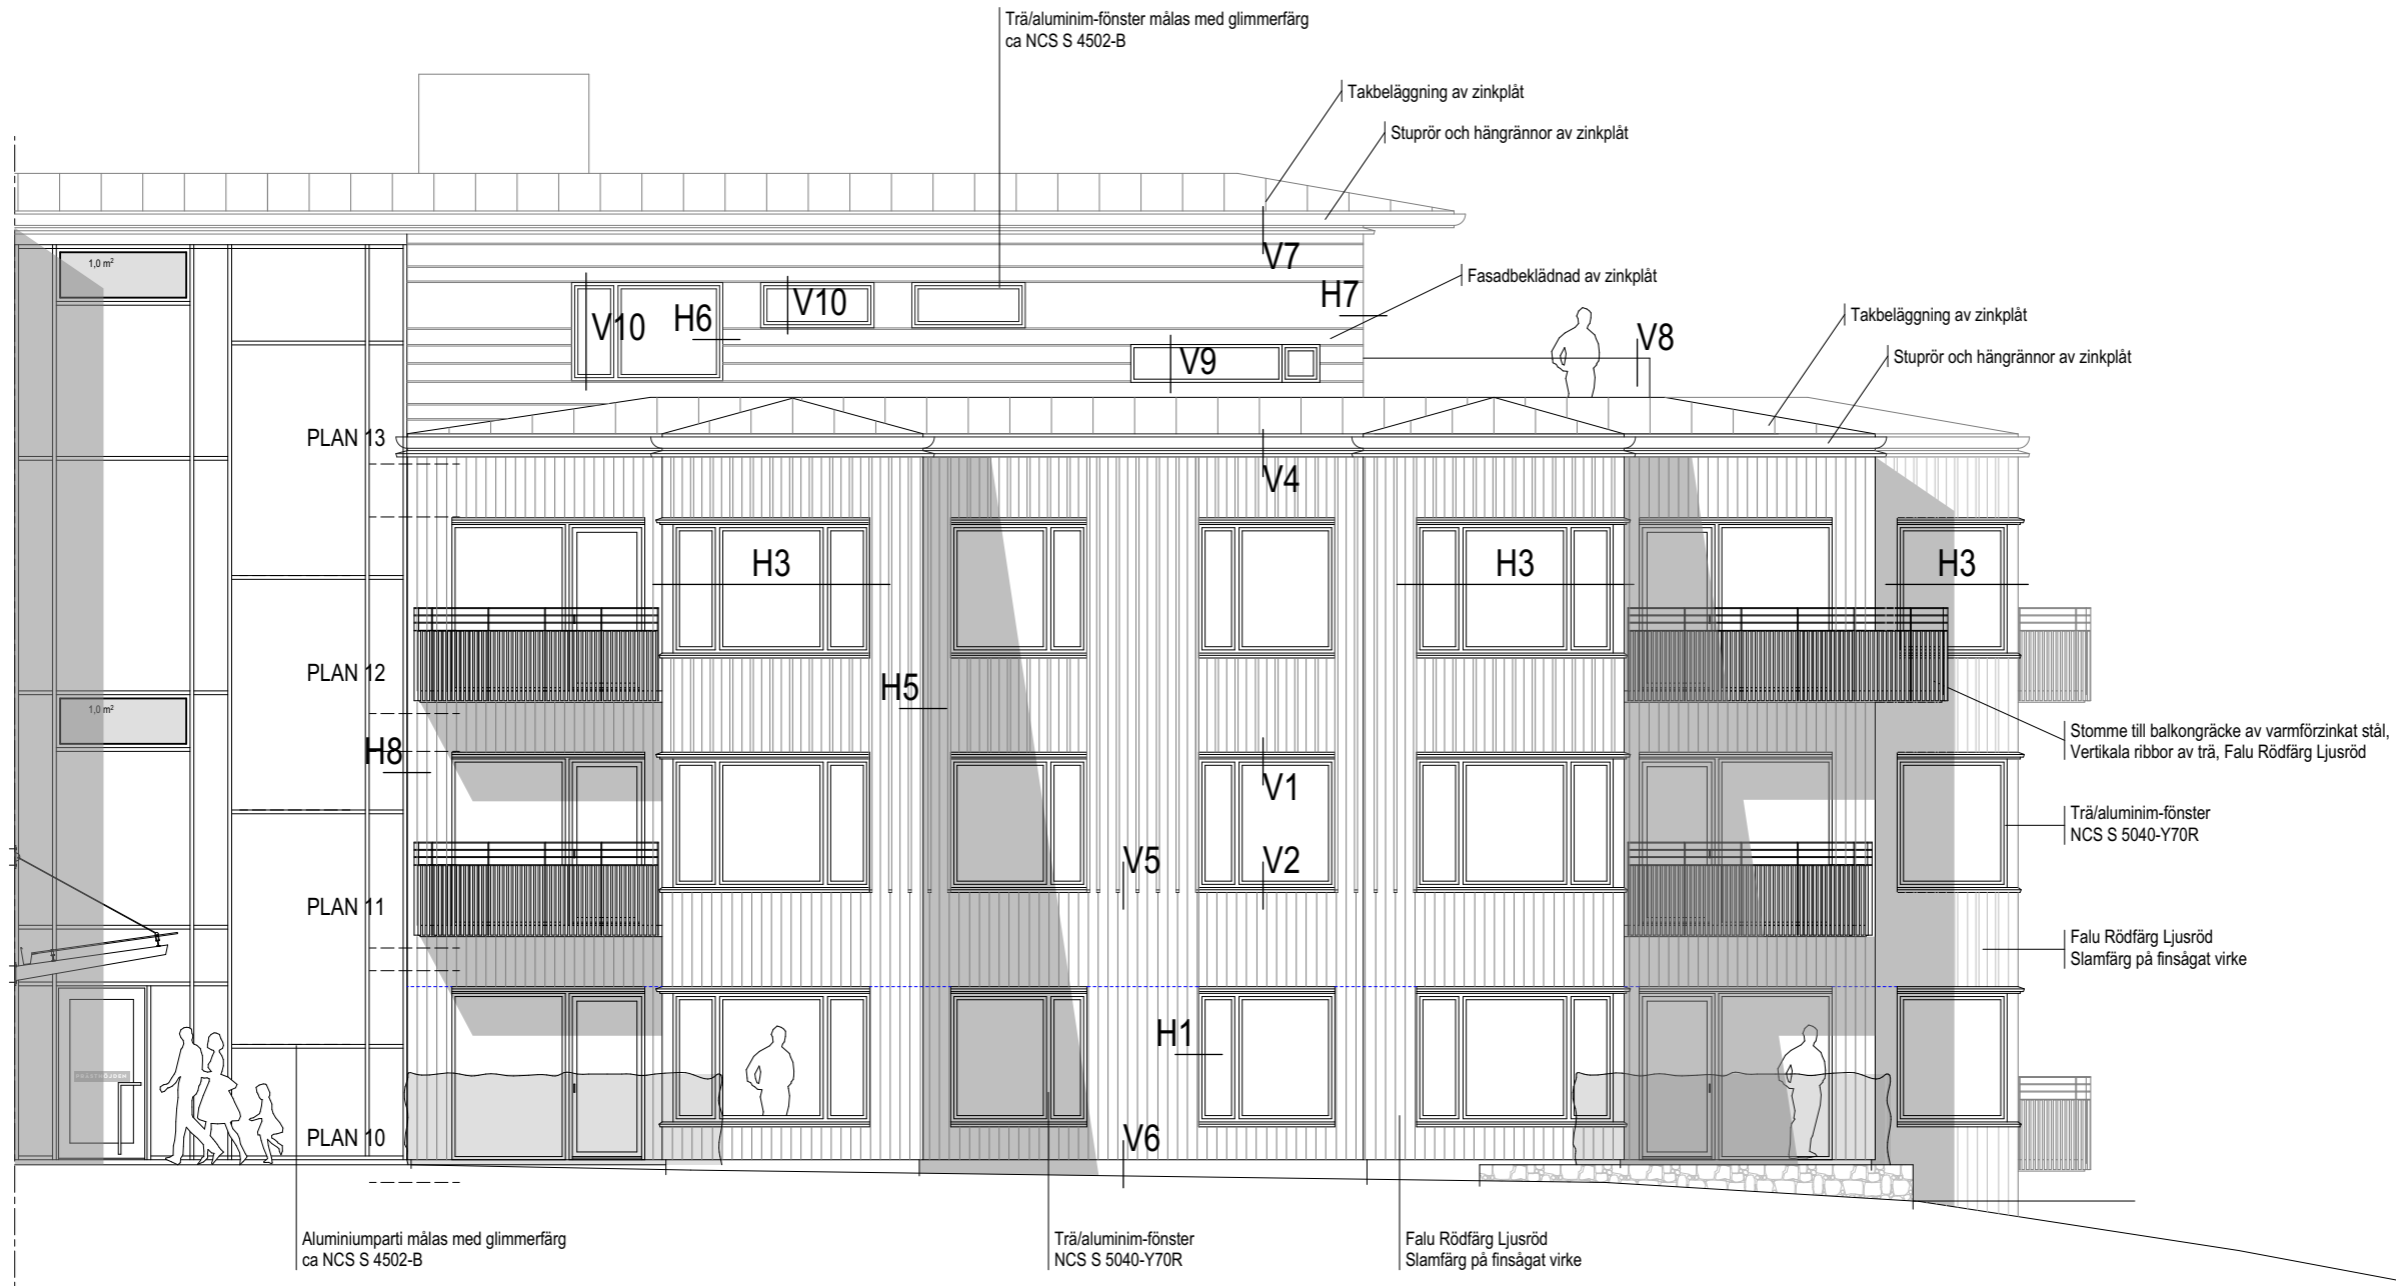 Trä/aluminim-fönster målas med glimmerfärg
ca NCS S 4502-B
Takbeläggning av zinkplåt
Stuprör och hängrännor av zinkplåt
1,0 m²
V7
Fasadbeklädnad av zinkplåt
H7
V10
H6
V10
V9
V8
Takbeläggning av zinkplåt
Stuprör och hängrännor av zinkplåt
PLAN 13
V4
H3
H3
H3
PLAN 12
H5
1,0 m²
H8
Stomme till balkongräcke av varmförzinkat stål,
Vertikala ribbor av trä, Falu Rödfärg Ljusröd
V1
Trä/aluminim-fönster
NCS S 5040-Y70R
V5
V2
PLAN 11
Falu Rödfärg Ljusröd
Slamfärg på finsågat virke
H1
PLAN 10
V6
Aluminiumparti målas med glimmerfärg
ca NCS S 4502-B
Trä/aluminim-fönster
NCS S 5040-Y70R
Falu Rödfärg Ljusröd
Slamfärg på finsågat virke